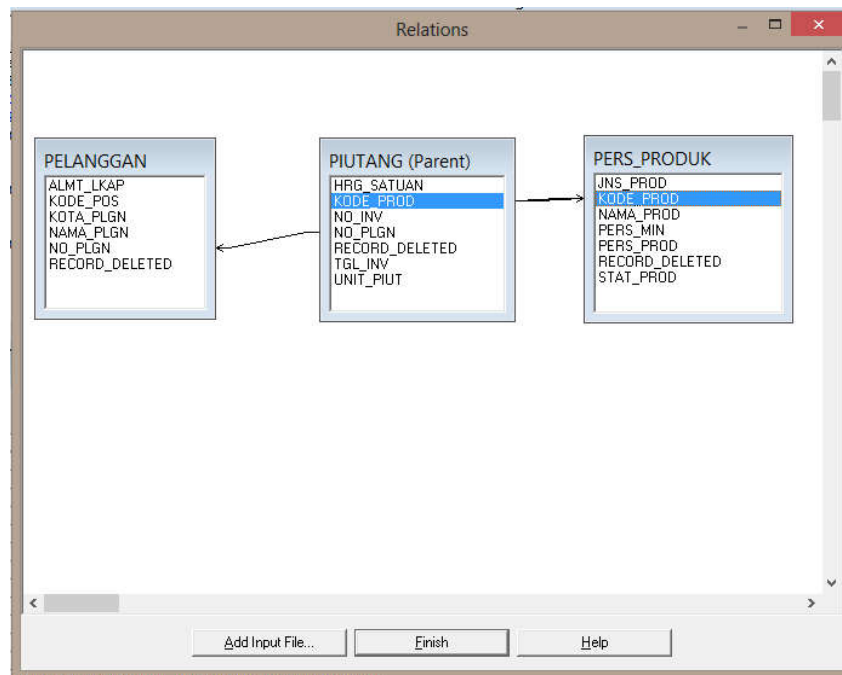 Relations
PELANGGAN
ALMT_LKAP
KODE_POS
KOTA_PLGN
NAMA_PLGN
NO_PLGN
RECORD_DELETED
PIUTANG (Parent)
HRG_SATUAN
KODE_PROD
NO_INV
NO_PLGN
RECORD_DELETED
TGL_INV
UNIT_PIUT
PERS_PRODUK
JNS_PROD
KODE_PROD
NAMA_PROD
PERS_MIN
PERS_PROD
RECORD_DELETED
STAT_PROD
Add Input File...
Finish
Help